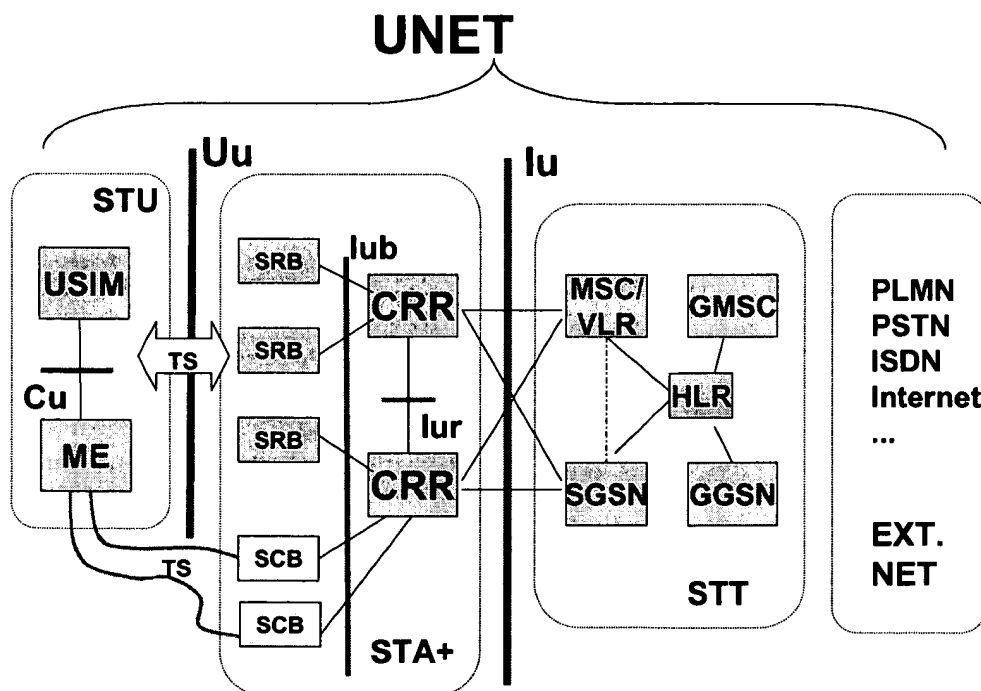 UNET
Uu
Iu
STU
USIM
Cu
ME
TS
TS
SRB
SRB
SRB
SCB
SCB
Iub
CRR
Iur
CRR
STA+
MSC/
VLR
GMSC
HLR
SGSN
GGSN
STT
PLMN
PSTN
ISDN
Internet
...
EXT.
NET